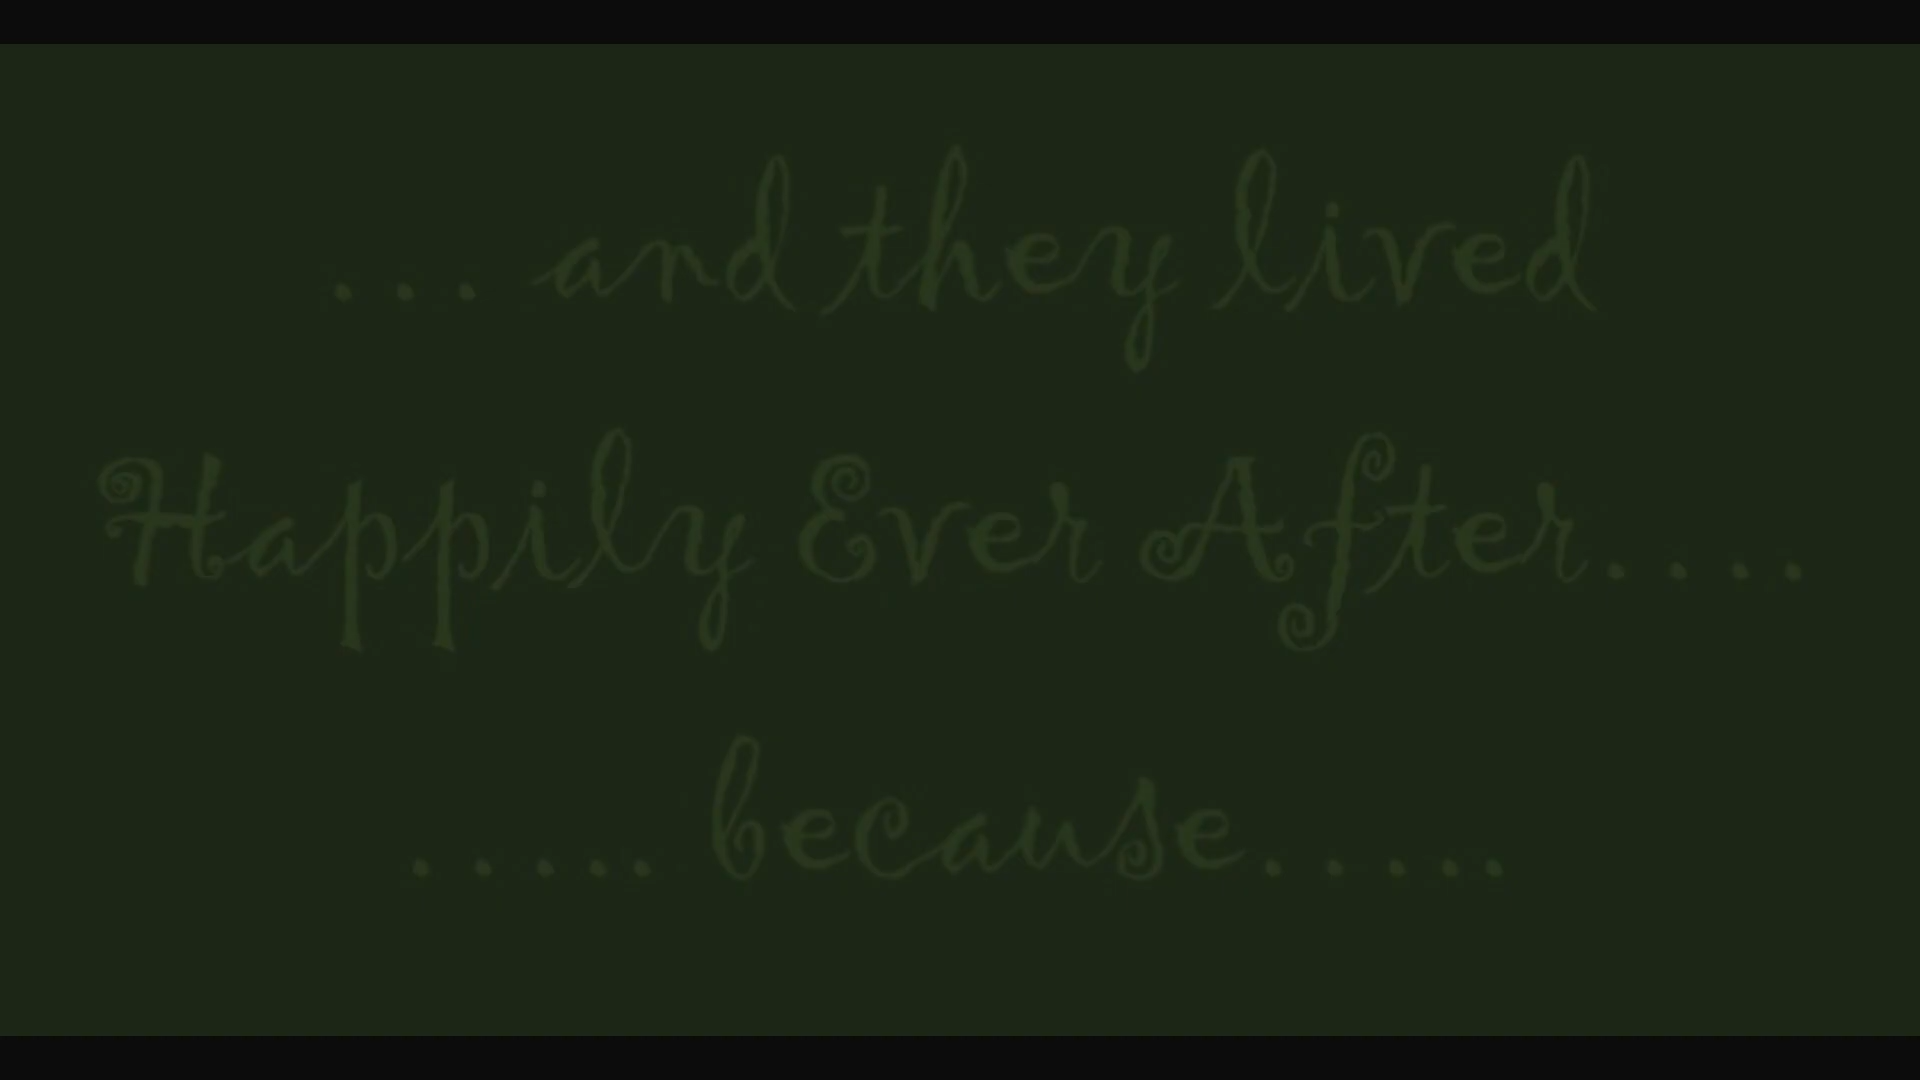 ... and they lived
Happily Ever After....
..... because.....